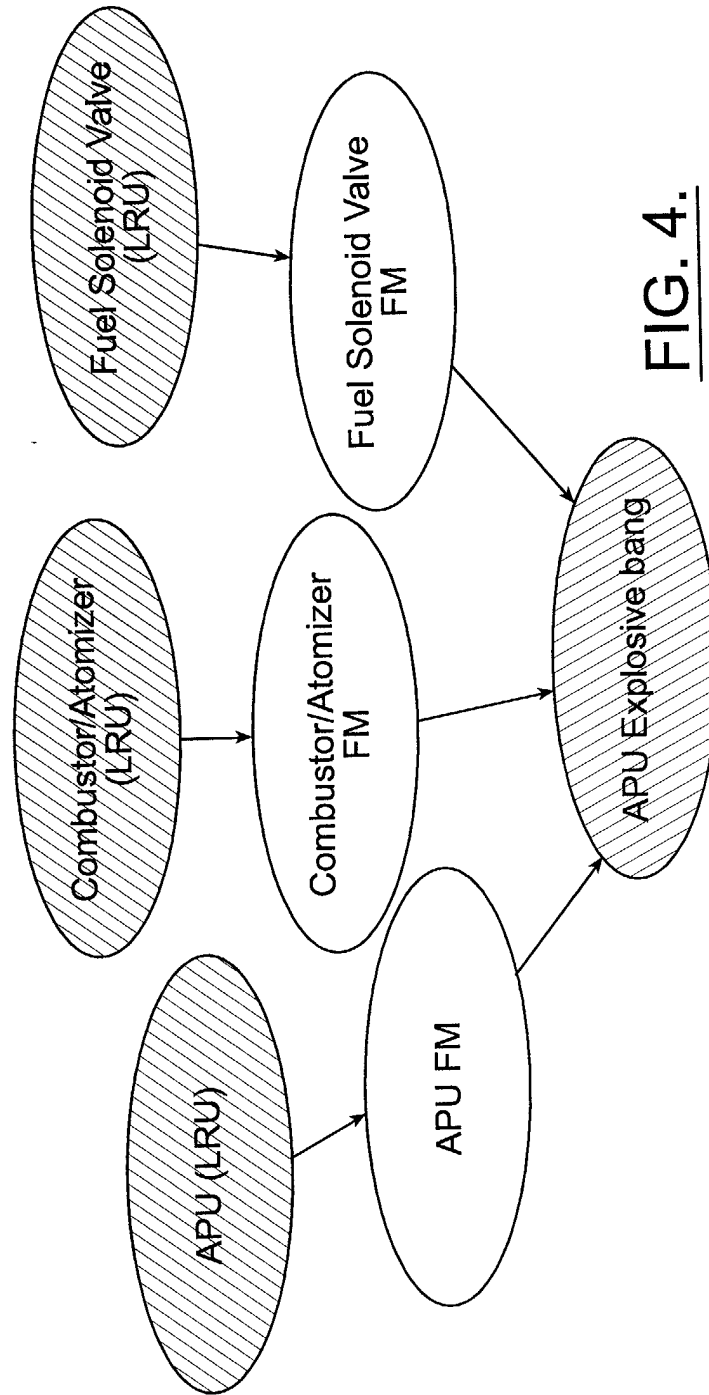 APU (LRU)
Combustor/Atomizer
(LRU)
Fuel Solenoid Valve
(LRU)
APU FM
Combustor/Atomizer
FM
Fuel Solenoid Valve
FM
APU Explosive bang
FIG. 4.